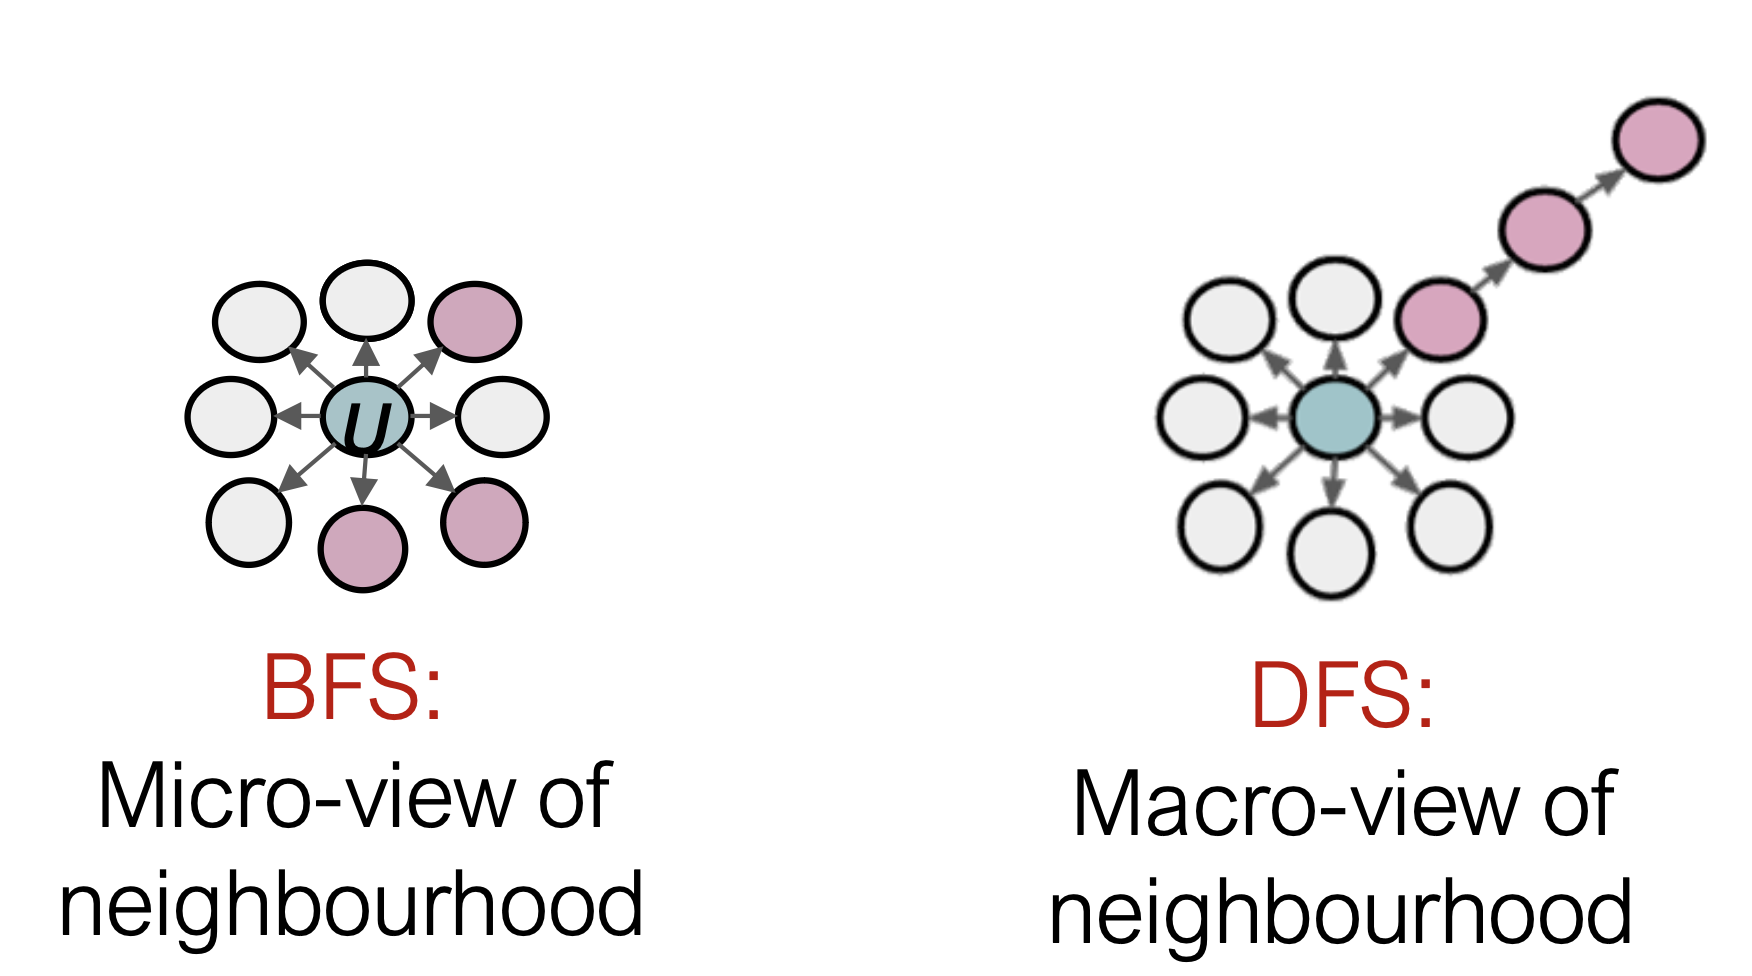 u
BFS:
Micro-view of
neighbourhood
DFS:
Macro-view of
neighbourhood